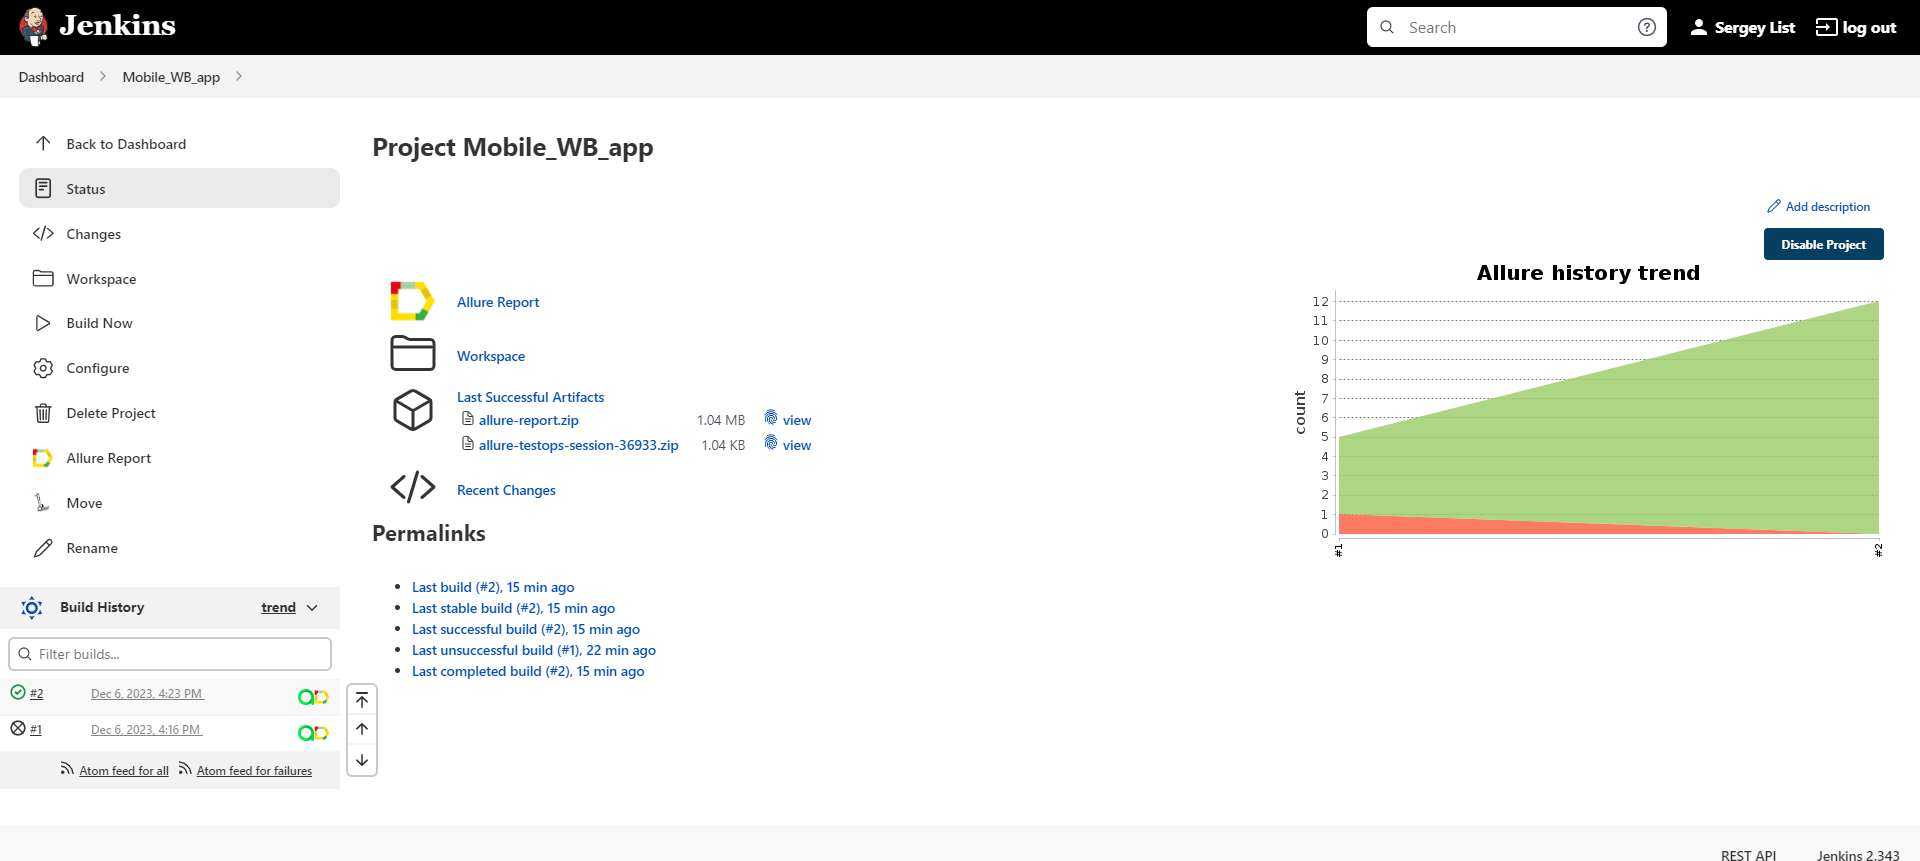 Jenkins
Search
Sergey List
log out
Dashboard
Mobile_WB_app
Back to Dashboard
Status
Changes
Workspace
Build Now
Configure
Delete Project
Allure Report
Move
Rename
Build History
trend
Filter builds...
#2 Dec 6, 2023, 4:23 PM
#1 Dec 6, 2023, 4:16 PM
Atom feed for all Atom feed for failures
Project Mobile_WB_app
Add description
Disable Project
Allure Report
Workspace
Last Successful Artifacts
allure-report.zip 1.04 MB view
allure-testops-session-36933.zip 1.04 KB view
Recent Changes
Permalinks
Last build (#2), 15 min ago
Last stable build (#2), 15 min ago
Last successful build (#2), 15 min ago
Last unsuccessful build (#1), 22 min ago
Last completed build (#2), 15 min ago
Allure history trend
count
12
11
10
9
8
7
6
5
4
3
2
1
0
#1
#2
REST API
Jenkins 2.343